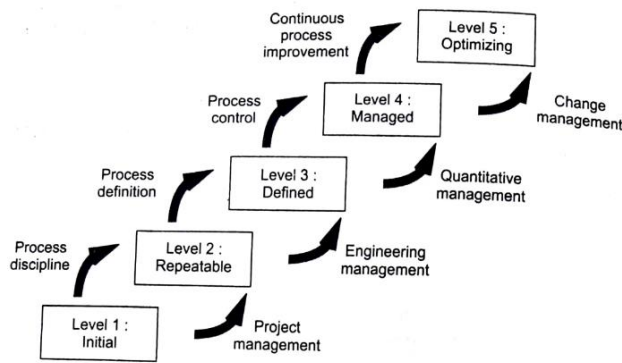 Continuous
process
improvement
Level 5 :
Optimizing
Process
control
Level 4 :
Managed
Change
management
Process
definition
Level 3 :
Defined
Quantitative
management
Process
discipline
Level 2 :
Repeatable
Engineering
management
Level 1 :
Initial
Project
management